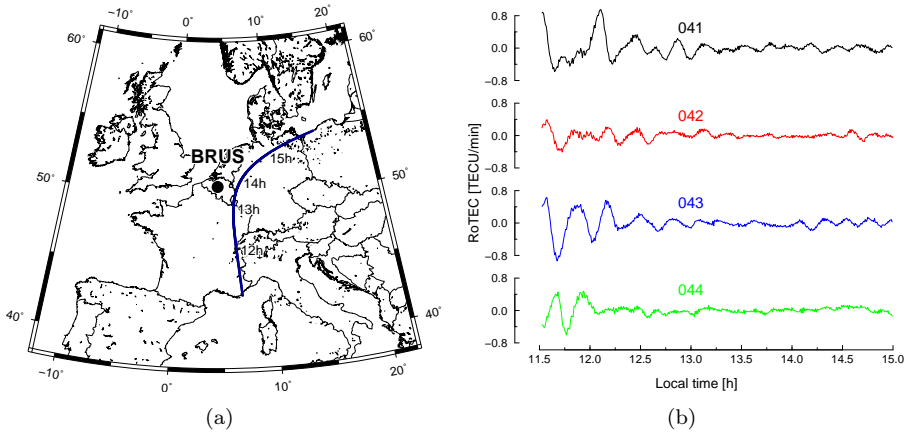 −10° 0° 10° 20°
60° 60°
BRUS
15h
14h
13h
12h
50° 50°
40° 40°
−10° 0° 10° 20°
(a)
RoTEC [TECU/min]
041
0.8
0.0
−0.8
042
0.8
0.0
−0.8
043
0.8
0.0
−0.8
044
0.8
0.0
−0.8
11.5 12.0 12.5 13.0 13.5 14.0 14.5 15.0
Local time [h]
(b)